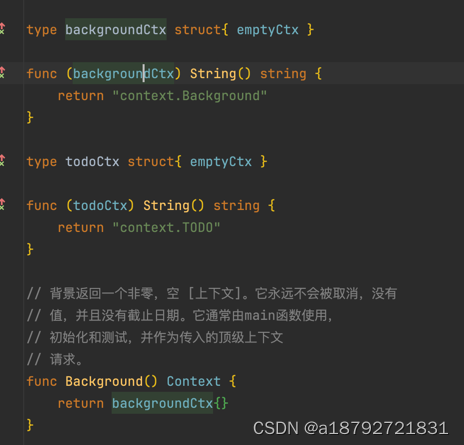 type backgroundCtx struct{ emptyCtx }
func (backgroundCtx) String() string {
return "context.Background"
}
type todoCtx struct{ emptyCtx }
func (todoCtx) String() string {
return "context.TODO"
}
// 背景返回一个非零，空 [上下文]。它永远不会被取消，没有
// 值，并且没有截止日期。它通常由main函数使用，
// 初始化和测试，并作为传入的顶级上下文
// 请求。
func Background() Context {
return backgroundCtx{}
}
CSDN @a18792721831